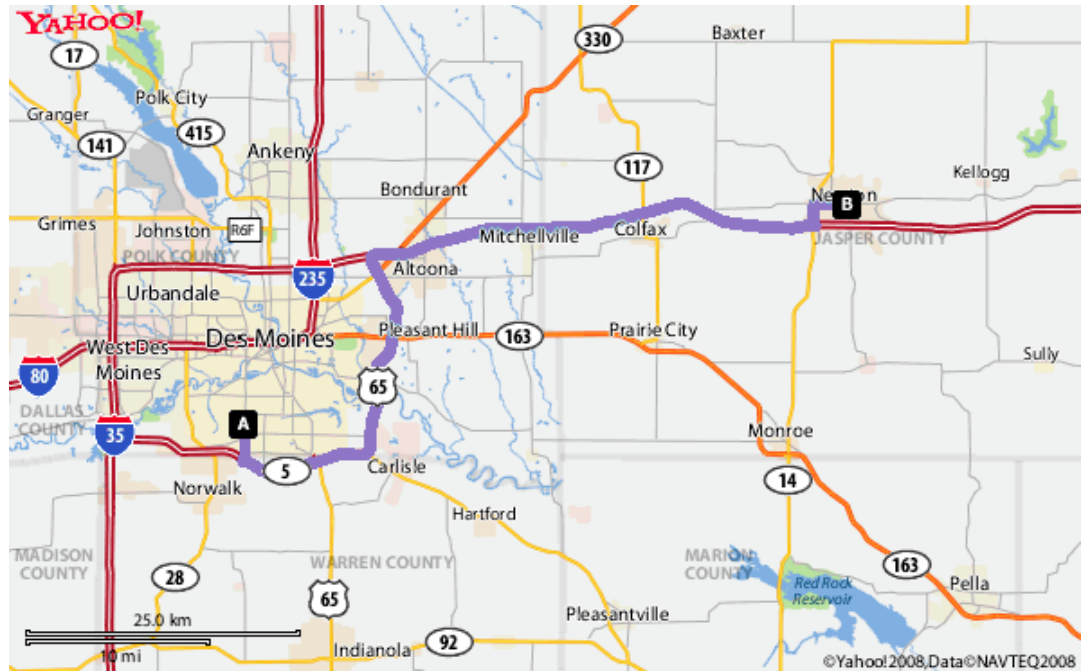 YAHOO!
17
330
Baxter
Polk City
Granger
415
141
Ankeny
117
Kellogg
Bondurant
B
Grimes
R6F
Johnston
Mitchellville
Colfax
JASPER COUNTY
POLK COUNTY
Altoona
235
Urbandale
Des Moines
Pleasant Hill
163
Prairie City
West Des
Moines
Sully
80
65
DALLAS
COUNTY
A
35
Monroe
5
Carlisle
14
Norwalk
Hartford
MADISON
COUNTY
WARREN COUNTY
MARION
COUNTY
163
28
Red Rock
Reservoir
Pella
65
Pleasantville
25.0 km
92
Indianola
10 mi
©Yahoo!2008,Data©NAVTEQ2008